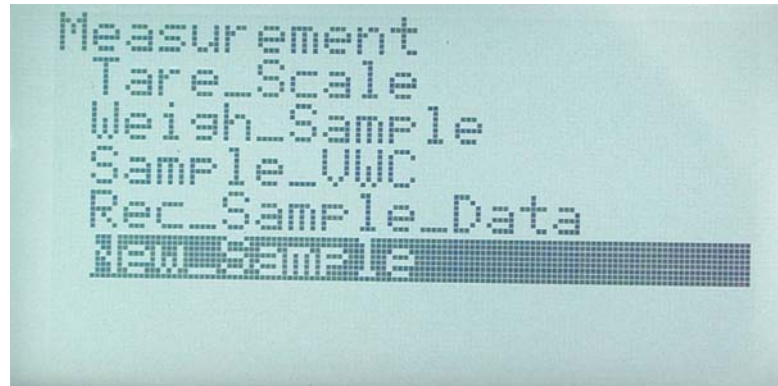 Measurement
Tare_Scale
Weigh_Sample
Sample_VWC
Rec_Sample_Data
New_Sample